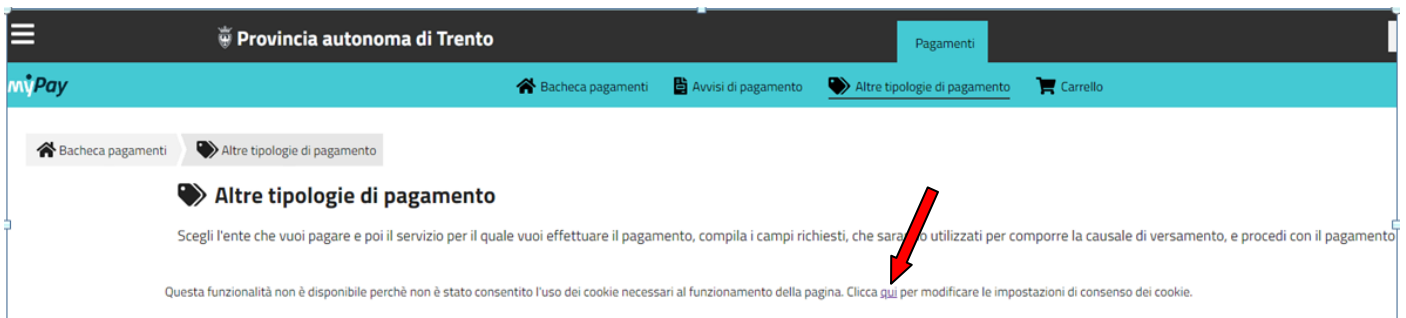 Provincia autonoma di Trento
Pagamenti
myPay
Bacheca pagamenti
Avvisi di pagamento
Altre tipologie di pagamento
Carrello
Bacheca pagamenti
Altre tipologie di pagamento
Altre tipologie di pagamento
Scegli l'ente che vuoi pagare e poi il servizio per il quale vuoi effettuare il pagamento, compila i campi richiesti, che saranno utilizzati per comporre la causale di versamento, e procedi con il pagamento
Questa funzionalità non è disponibile perchè non è stato consentito l'uso dei cookie necessari al funzionamento della pagina. Clicca qui per modificare le impostazioni di consenso dei cookie.